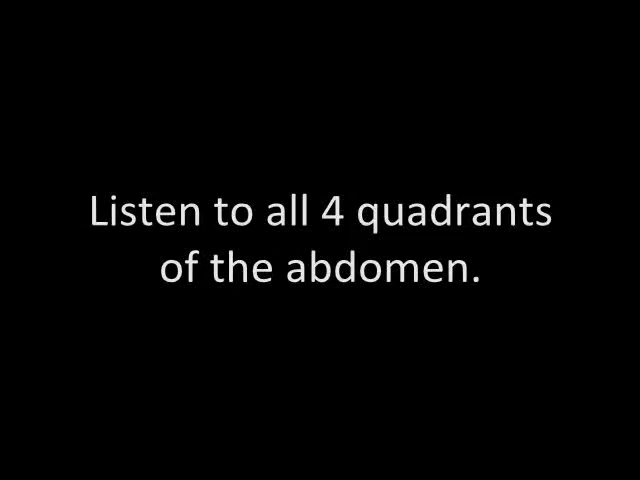 Listen to all 4 quadrants
of the abdomen.